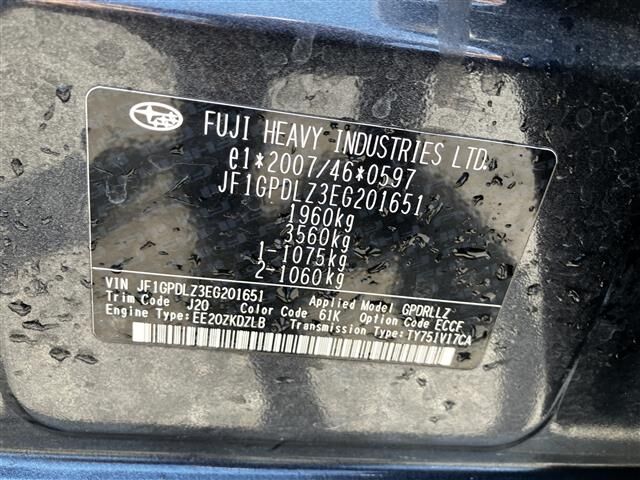 FUJI HEAVY INDUSTRIES LTD.
e1*2007/46*0597
JF1GPDLZ3EG201651
1960kg
3560kg
1-1075kg
2-1060kg
VIN JF1GPDLZ3EG201651 Applied Model GPDRLLZ
Trim Code J20 Color Code 61K Option Code ECCF
Engine Type:EE20ZKDZLB Transmission Type:TY751V17CA